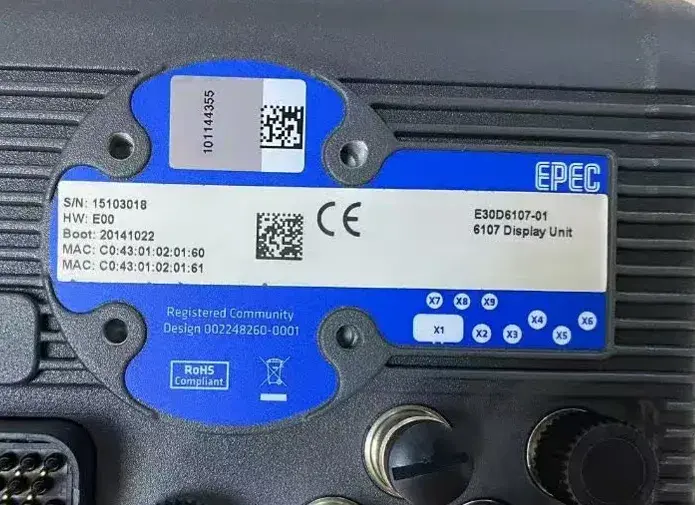 101144355
EPEC
S/N: 15103018
HW: E00
Boot: 20141022
MAC: C0:43:01:02:01:60
MAC: C0:43:01:02:01:61
CE
E30D6107-01
6107 Display Unit
Registered Community
Design 002248260-0001
RoHS
Compliant
X7 X8 X9
X1 X2 X3 X4 X5 X6